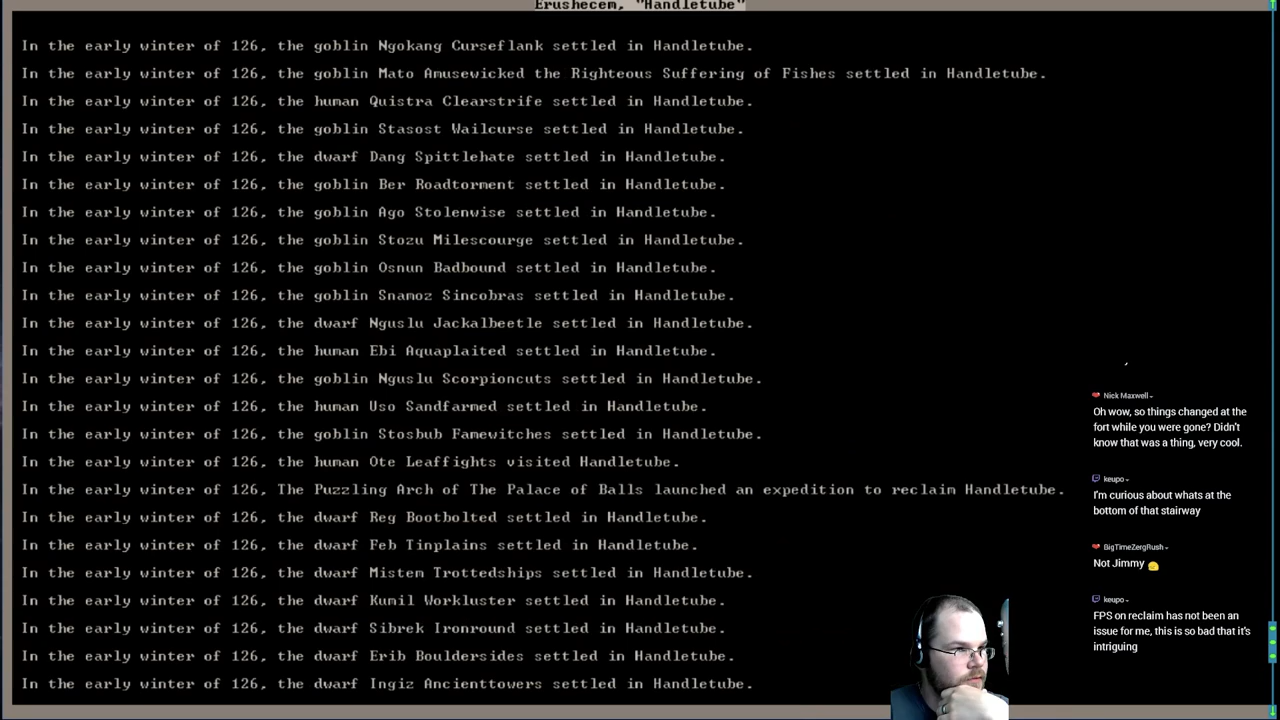 Erushecem, "Handletube"
In the early winter of 126, the goblin Ngokang Curseflank settled in Handletube.
In the early winter of 126, the goblin Mato Amusewicked the Righteous Suffering of Fishes settled in Handletube.
In the early winter of 126, the human Quistra Clearstrife settled in Handletube.
In the early winter of 126, the goblin Stasost Wailcurse settled in Handletube.
In the early winter of 126, the dwarf Dang Spittlehate settled in Handletube.
In the early winter of 126, the goblin Ber Roadtorment settled in Handletube.
In the early winter of 126, the goblin Ago Stolenwise settled in Handletube.
In the early winter of 126, the goblin Stozu Milescourge settled in Handletube.
In the early winter of 126, the goblin Osnun Badbound settled in Handletube.
In the early winter of 126, the goblin Snamoz Sincobras settled in Handletube.
In the early winter of 126, the dwarf Nguslu Jackalbeetle settled in Handletube.
In the early winter of 126, the human Ebi Aquaplaited settled in Handletube.
In the early winter of 126, the goblin Nguslu Scorpioncuts settled in Handletube.
In the early winter of 126, the human Uso Sandfarmed settled in Handletube.
In the early winter of 126, the goblin Stosbub Famewitches settled in Handletube.
In the early winter of 126, the human Ote Leaffights visited Handletube.
In the early winter of 126, The Puzzling Arch of The Palace of Balls launched an expedition to reclaim Handletube.
In the early winter of 126, the dwarf Reg Bootbolted settled in Handletube.
In the early winter of 126, the dwarf Feb Tinplains settled in Handletube.
In the early winter of 126, the dwarf Mistem Trottedships settled in Handletube.
In the early winter of 126, the dwarf Kumil Workluster settled in Handletube.
In the early winter of 126, the dwarf Sibrek Ironround settled in Handletube.
In the early winter of 126, the dwarf Erib Bouldersides settled in Handletube.
In the early winter of 126, the dwarf Ingiz Ancienttowers settled in Handletube.
Nick Maxwell
Oh wow, so things changed at the
fort while you were gone? Didn't
know that was a thing, very cool.
keupo
I'm curious about whats at the
bottom of that stairway
BigTimeZergRush
Not Jimmy
keupo
FPS on reclaim has not been an
issue for me, this is so bad that it's
intriguing